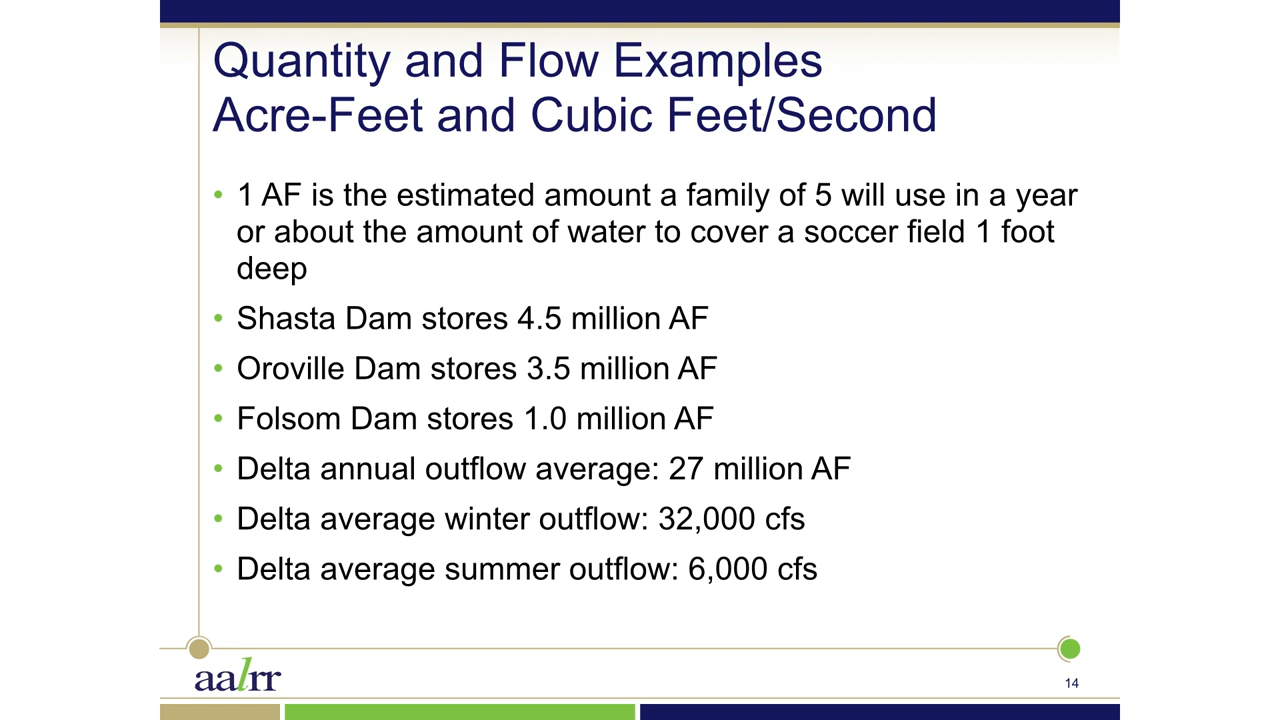 Quantity and Flow Examples
Acre-Feet and Cubic Feet/Second
• 1 AF is the estimated amount a family of 5 will use in a year
or about the amount of water to cover a soccer field 1 foot
deep
• Shasta Dam stores 4.5 million AF
• Oroville Dam stores 3.5 million AF
• Folsom Dam stores 1.0 million AF
• Delta annual outflow average: 27 million AF
• Delta average winter outflow: 32,000 cfs
• Delta average summer outflow: 6,000 cfs
aalrr
14